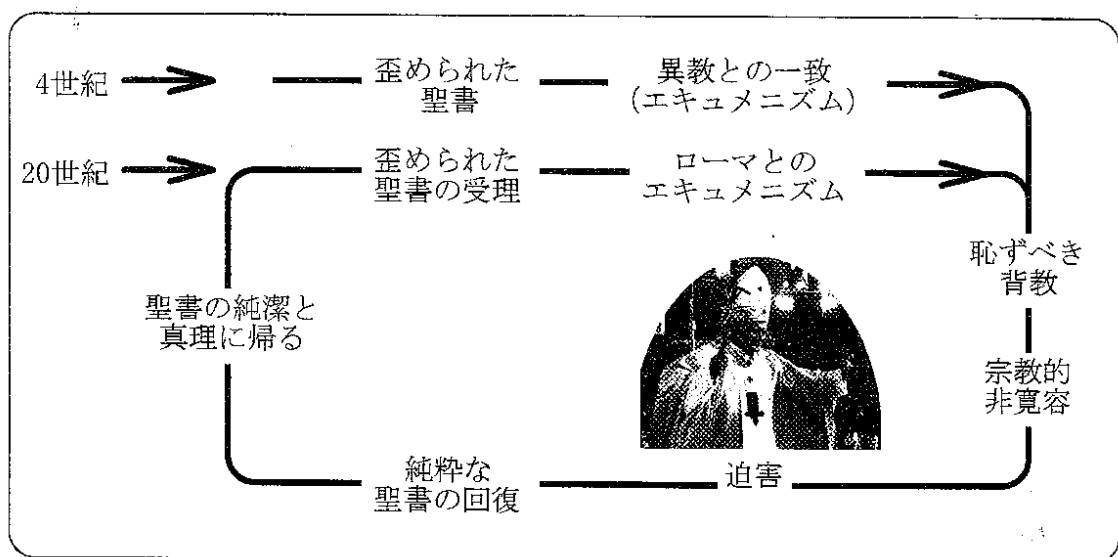 4世紀
歪められた
聖書
異教との一致
(エキュメニズム)
20世紀
歪められた
聖書の受理
ローマとの
エキュメニズム
恥ずべき
背教
宗教的
非寛容
迫害
純粋な
聖書の回復
聖書の純潔と
真理に帰る